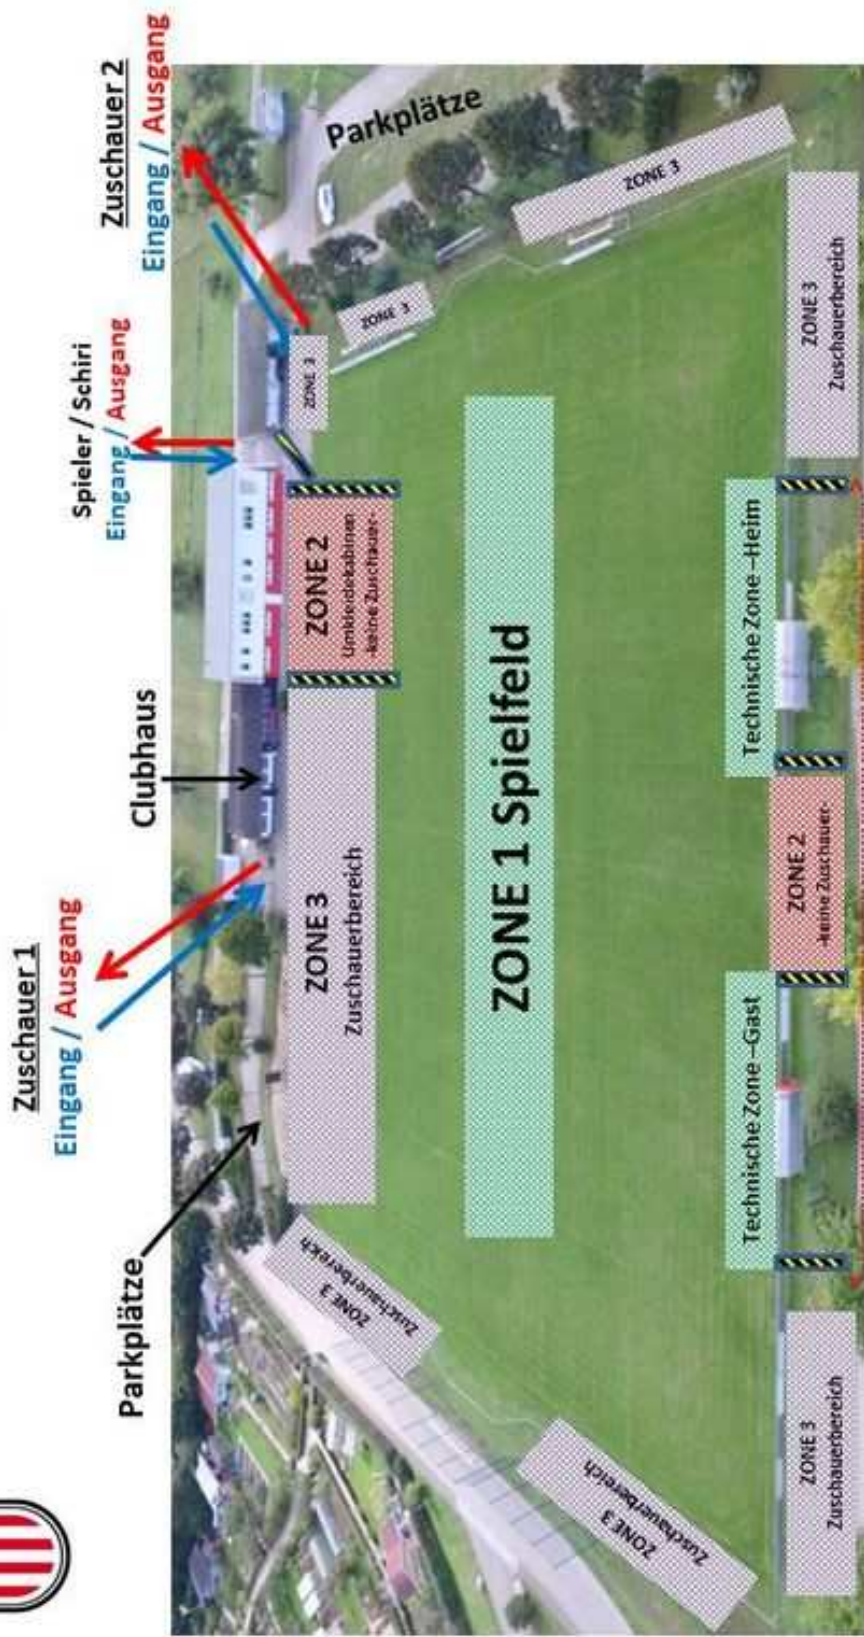 Zuschauer 1
Eingang / Ausgang
Parkplätze
Clubhaus
Spieler / Schiri
Eingang / Ausgang
Zuschauer 2
Eingang / Ausgang
Parkplätze
ZONE 3
Zuschauerbereich
ZONE 3
Zuschauerbereich
ZONE 2
Umkleidekabinen
-keine Zuschauer-
ZONE 3
ZONE 3
ZONE 3
ZONE 1 Spielfeld
ZONE 3
Zuschauerbereich
Technische Zone –Gast
Technische Zone –Heim
ZONE 3
Zuschauerbereich
ZONE 2
-keine Zuschauer-
ZONE 3
Zuschauerbereich